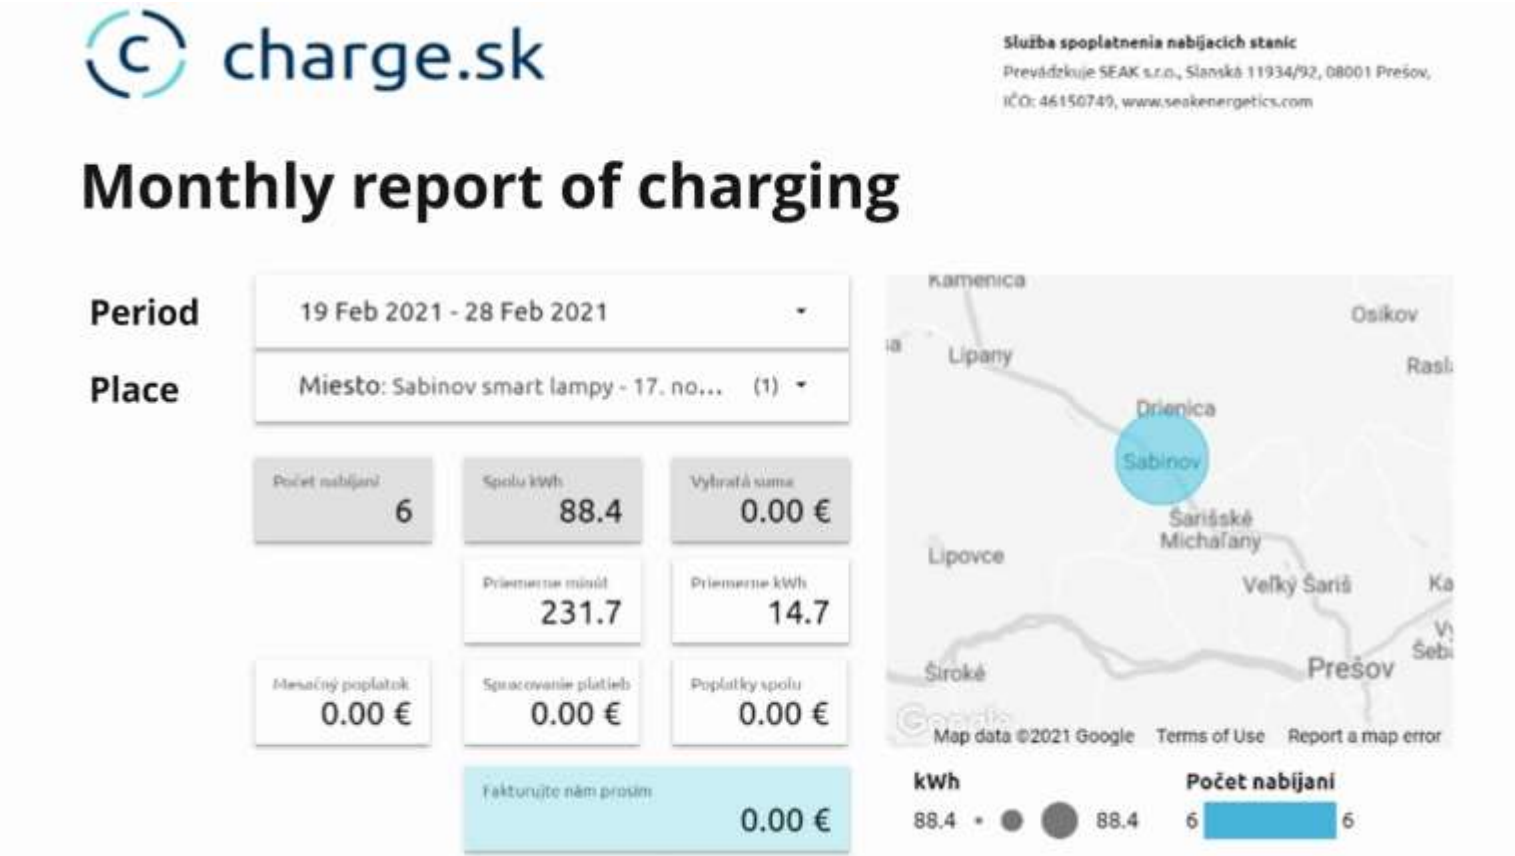 charge.sk
Služba spoplatnenia nabíjacích staníc
Prevádzkuje SEAK s.r.o., Slanská 11934/92, 08001 Prešov,
IČO: 46150749, www.seakenergetics.com
Monthly report of charging
Period
19 Feb 2021 - 28 Feb 2021
Place
Miesto: Sabinov smart lampy - 17. no... (1)
Počet nabíjaní
6
Spolu kWh
88.4
Vybratá suma
0.00 €
Priemerne minút
231.7
Priemerne kWh
14.7
Mesačný poplatok
0.00 €
Spracovanie platieb
0.00 €
Poplatky spolu
0.00 €
Fakturujte nám prosím
0.00 €
Kamenica
Osikov
Lipany
Drienica
Sabinov
Šarišské
Michaľany
Lipovce
Veľký Šariš
Široké
Prešov
Google
Map data ©2021 Google Terms of Use Report a map error
kWh
88.4 88.4
Počet nabíjaní
6 6